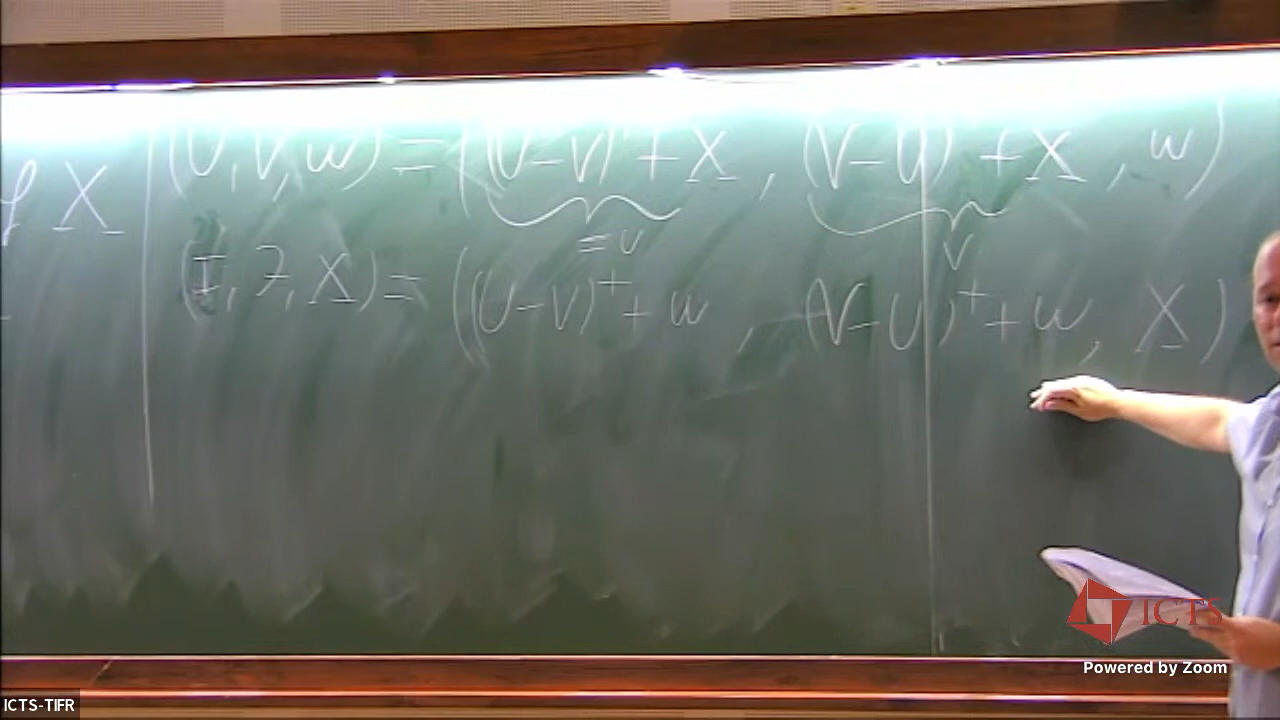 X (U, V, W) = ((U-V)^+ + X, (V-U)^+ + X, W)
= U V
(I, J, X) = ((U-V)^+ + W, (V-U)^+ + W, X)
ICTS
Powered by Zoom
ICTS-TIFR